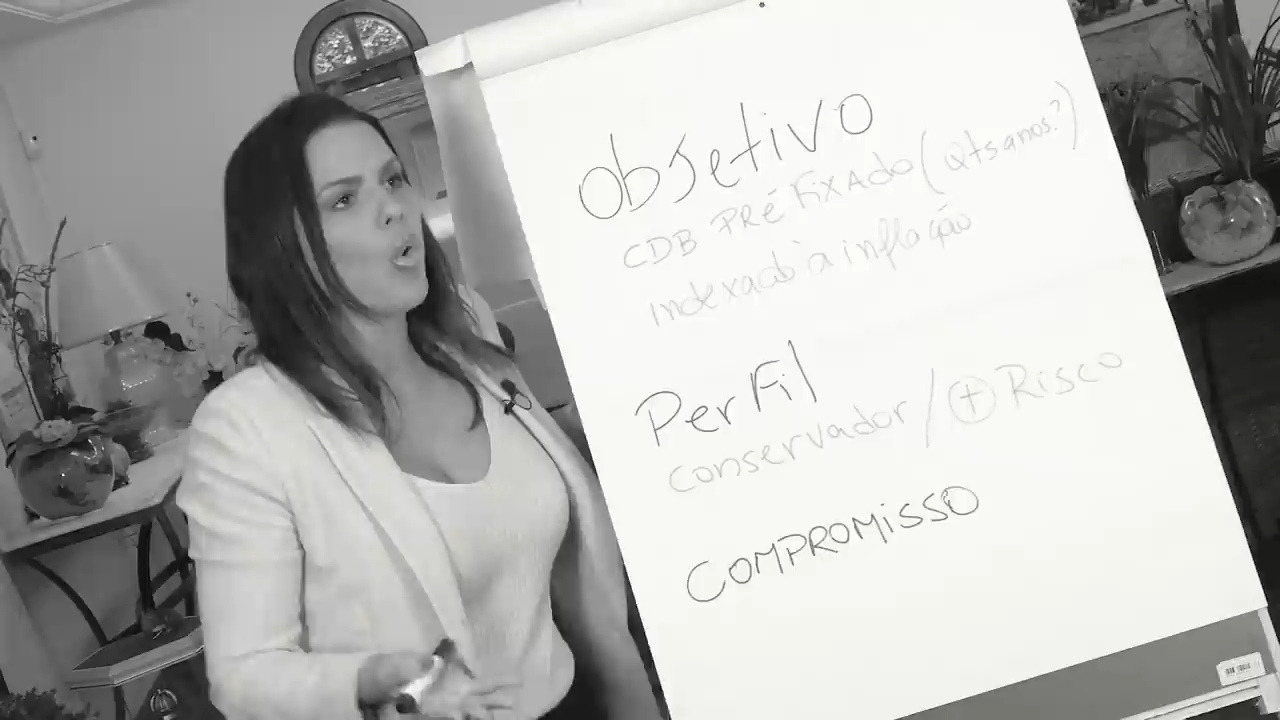 Objetivo
CDB PRÉ FIXADO (Qts anos?)
indexado à inflação
Perfil
conservador / + Risco
COMPROMISSO